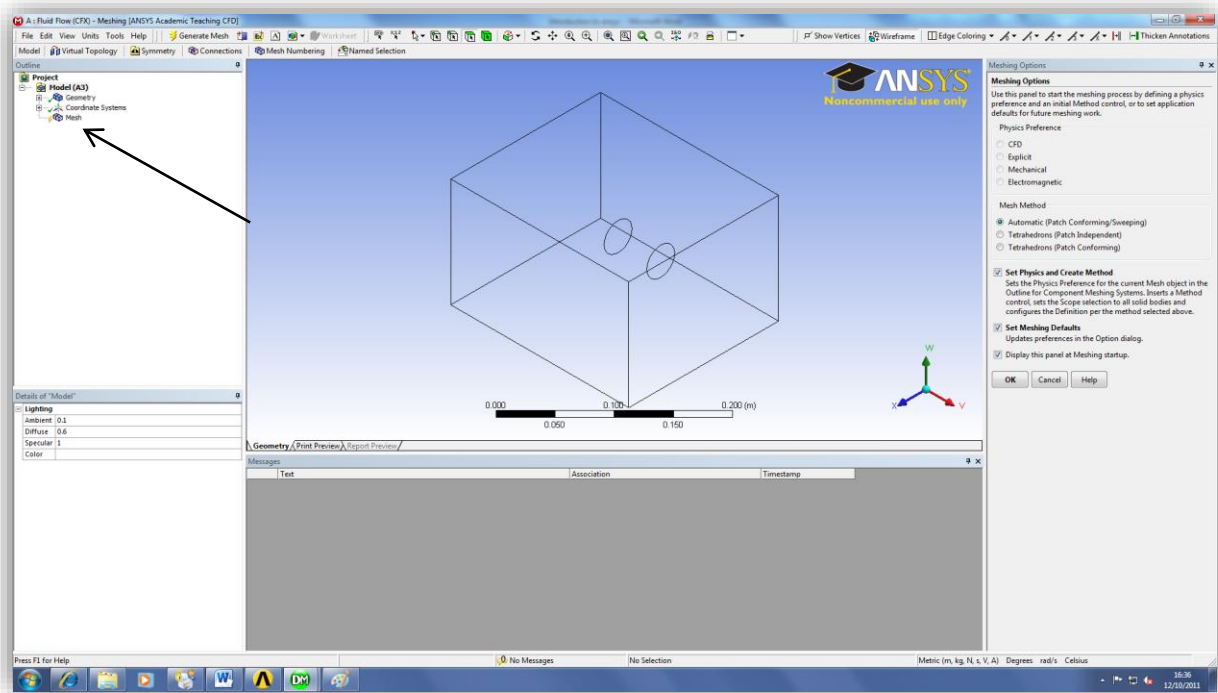 A : Fluid Flow (CFX) - Meshing [ANSYS Academic Teaching CFD]
File Edit View Units Tools Help Generate Mesh Worksheet Show Vertices Wireframe Edge Coloring Thicken Annotations
Model Virtual Topology Symmetry Connections Mesh Numbering Named Selection
Outline
Project
Model (A3)
Geometry
Coordinate Systems
Mesh
Details of "Model"
Lighting
Ambient 0.1
Diffuse 0.6
Specular 1
Color
ANSYS
Noncommercial use only
W
X
V
0.000 0.100 0.200 (m)
0.050 0.150
Geometry Print Preview Report Preview
Messages
Text Association Timestamp
Meshing Options
Meshing Options
Use this panel to start the meshing process by defining a physics
preference and an initial Method control, or to set application
defaults for future meshing work.
Physics Preference
CFD
Explicit
Mechanical
Electromagnetic
Mesh Method
Automatic (Patch Conforming/Sweeping)
Tetrahedrons (Patch Independent)
Tetrahedrons (Patch Conforming)
Set Physics and Create Method
Sets the Physics Preference for the current Mesh object in the
Outline for Component Meshing Systems. Inserts a Method
control, sets the Scope selection to all solid bodies and
configures the Definition per the method selected above.
Set Meshing Defaults
Updates preferences in the Option dialog.
Display this panel at Meshing startup.
OK Cancel Help
Press F1 for Help 0 No Messages No Selection Metric (m, kg, N, s, V, A) Degrees rad/s Celsius
W DM
16:36
12/10/2011